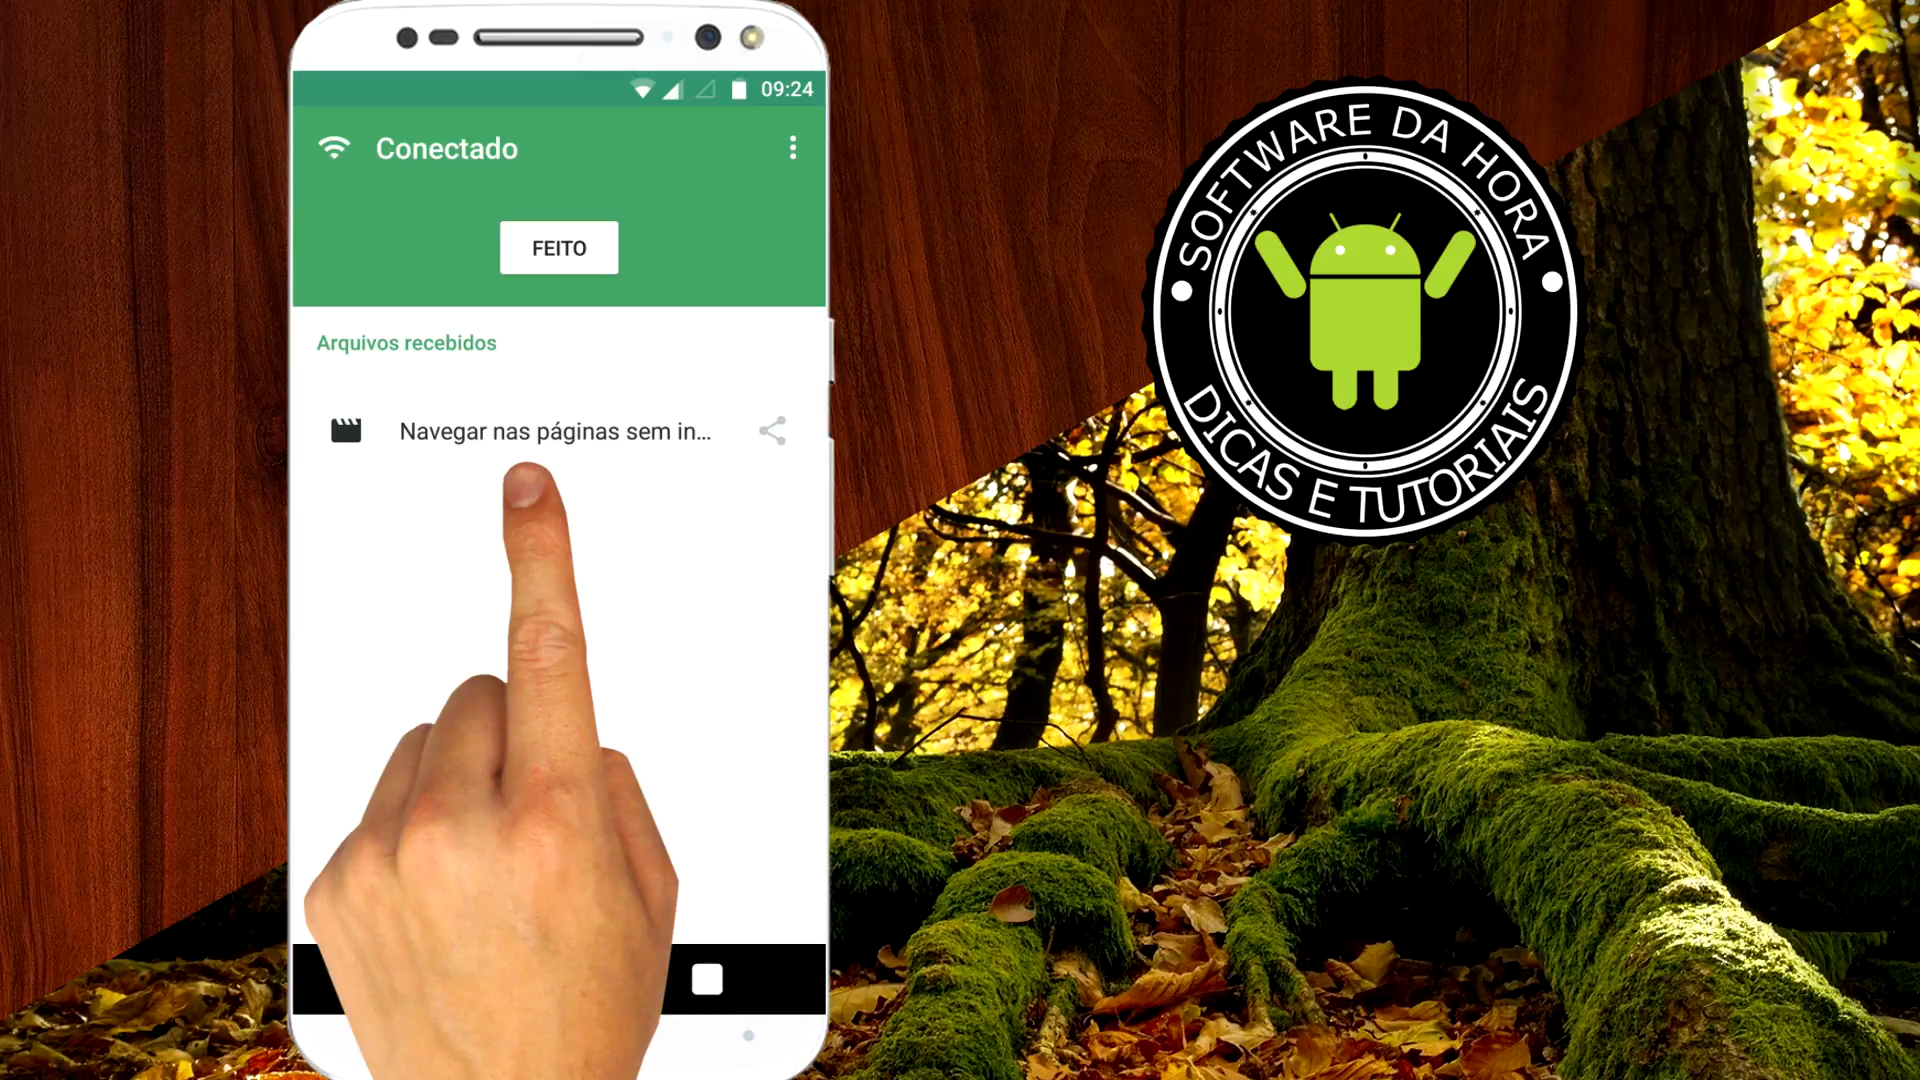 09:24
Conectado
FEITO
Arquivos recebidos
Navegar nas páginas sem in...
SOFTWARE DA HORA
DICAS E TUTORIAIS